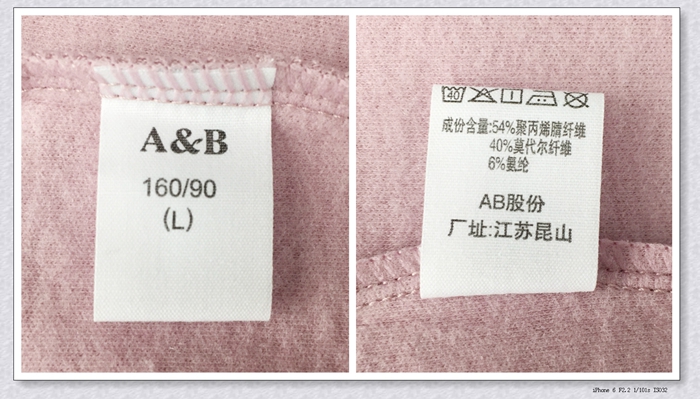 A&B
160/90
(L)
40
成份含量:54%聚丙烯腈纤维
40%莫代尔纤维
6%氨纶
AB股份
厂址:江苏昆山
iPhone 6 F2.2 1/101s ISO32